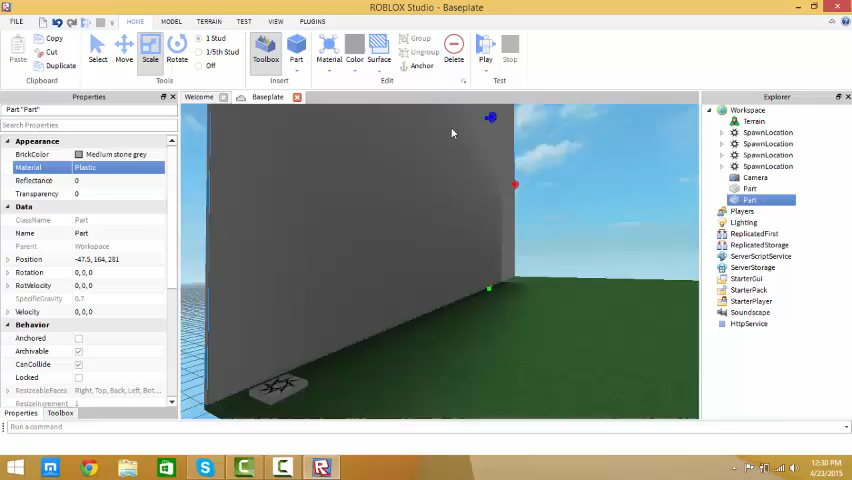 ROBLOX Studio - Baseplate
FILE HOME MODEL TERRAIN TEST VIEW PLUGINS
Paste Copy Cut Duplicate Select Move Scale Rotate 1 Stud 1/5th Stud Off Toolbox Part Material Color Surface Group Ungroup Anchor Delete Play Stop
Clipboard Tools Insert Edit Test
Properties Welcome Baseplate Explorer
Part "Part"
Search Properties
Appearance
BrickColor Medium stone grey
Material Plastic
Reflectance 0
Transparency 0
Data
ClassName Part
Name Part
Parent Workspace
Position -47.5, 164, 281
Rotation 0, 0, 0
RotVelocity 0, 0, 0
SpecificGravity 0.7
Velocity 0, 0, 0
Behavior
Anchored
Archivable
CanCollide
Locked
ResizeableFaces Right, Top, Back, Left, Bot...
ResizeIncrement 1
Properties Toolbox
Workspace
Terrain
SpawnLocation
SpawnLocation
SpawnLocation
SpawnLocation
Camera
Part
Part
Players
Lighting
ReplicatedFirst
ReplicatedStorage
ServerScriptService
ServerStorage
StarterGui
StarterPack
StarterPlayer
Soundscape
HttpService
Run a command
12:30 PM
4/23/2015